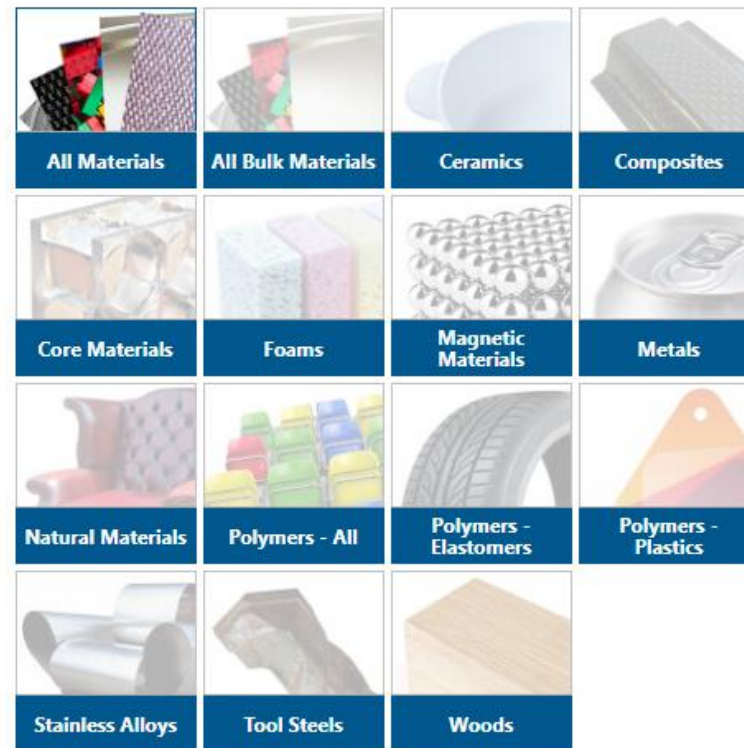 All Materials
All Bulk Materials
Ceramics
Composites
Core Materials
Foams
Magnetic
Materials
Metals
Natural Materials
Polymers - All
Polymers -
Elastomers
Polymers -
Plastics
Stainless Alloys
Tool Steels
Woods